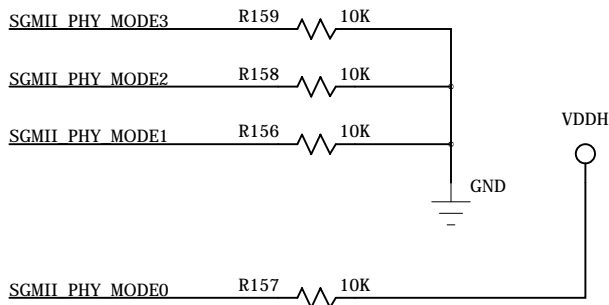 SGMII_PHY_MODE3 R159 10K
SGMII_PHY_MODE2 R158 10K
SGMII_PHY_MODE1 R156 10K
VDDH
GND
SGMII_PHY_MODE0 R157 10K